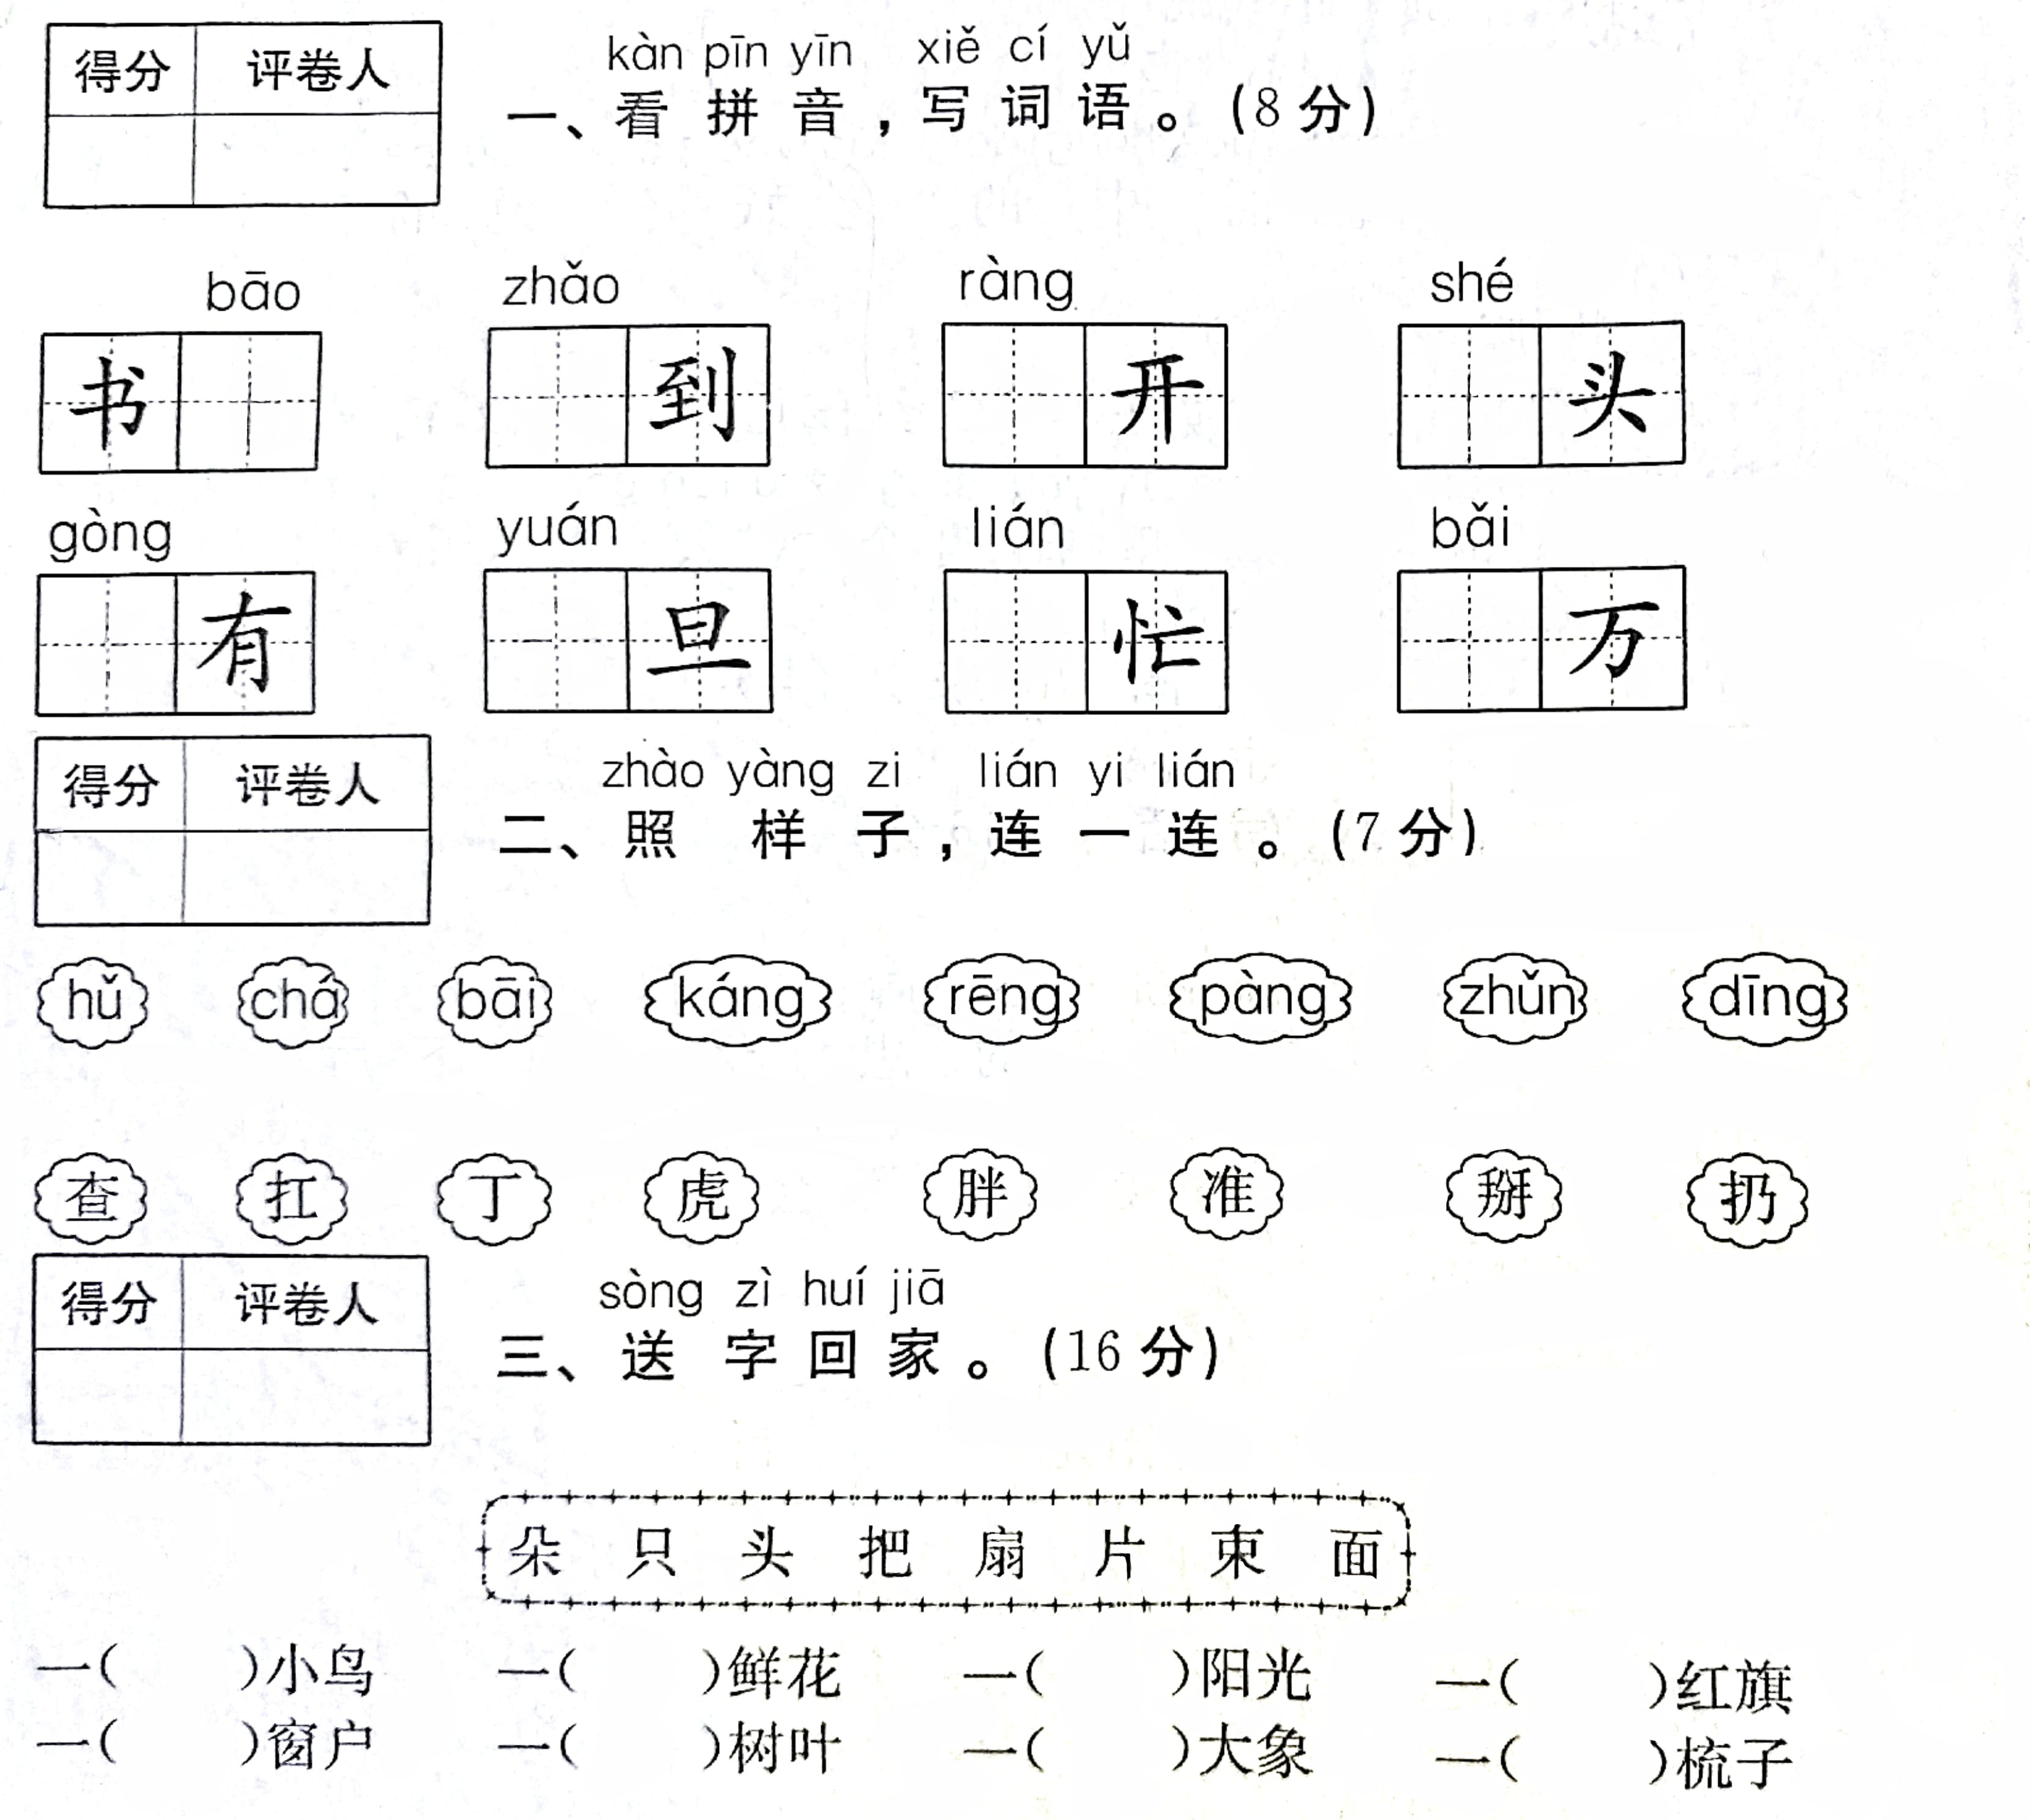 得分 评卷人
kàn pīn yīn xiě cí yǔ
一、看拼音,写词语。(8分)
bāo zhǎo ràng shé
书 到 开 头
gòng yuán lián bǎi
有 旦 忙 万
得分 评卷人
zhào yàng zi lián yi lián
二、照样子,连一连。(7分)
hǔ chá bāi káng rēng pàng zhǔn dīng
查 扛 丁 虎 胖 准 掰 扔
得分 评卷人
sòng zì huí jiā
三、送字回家。(16分)
朵 只 头 把 扇 片 束 面
一( )小鸟 一( )鲜花 一( )阳光 一( )红旗
一( )窗户 一( )树叶 一( )大象 一( )梳子